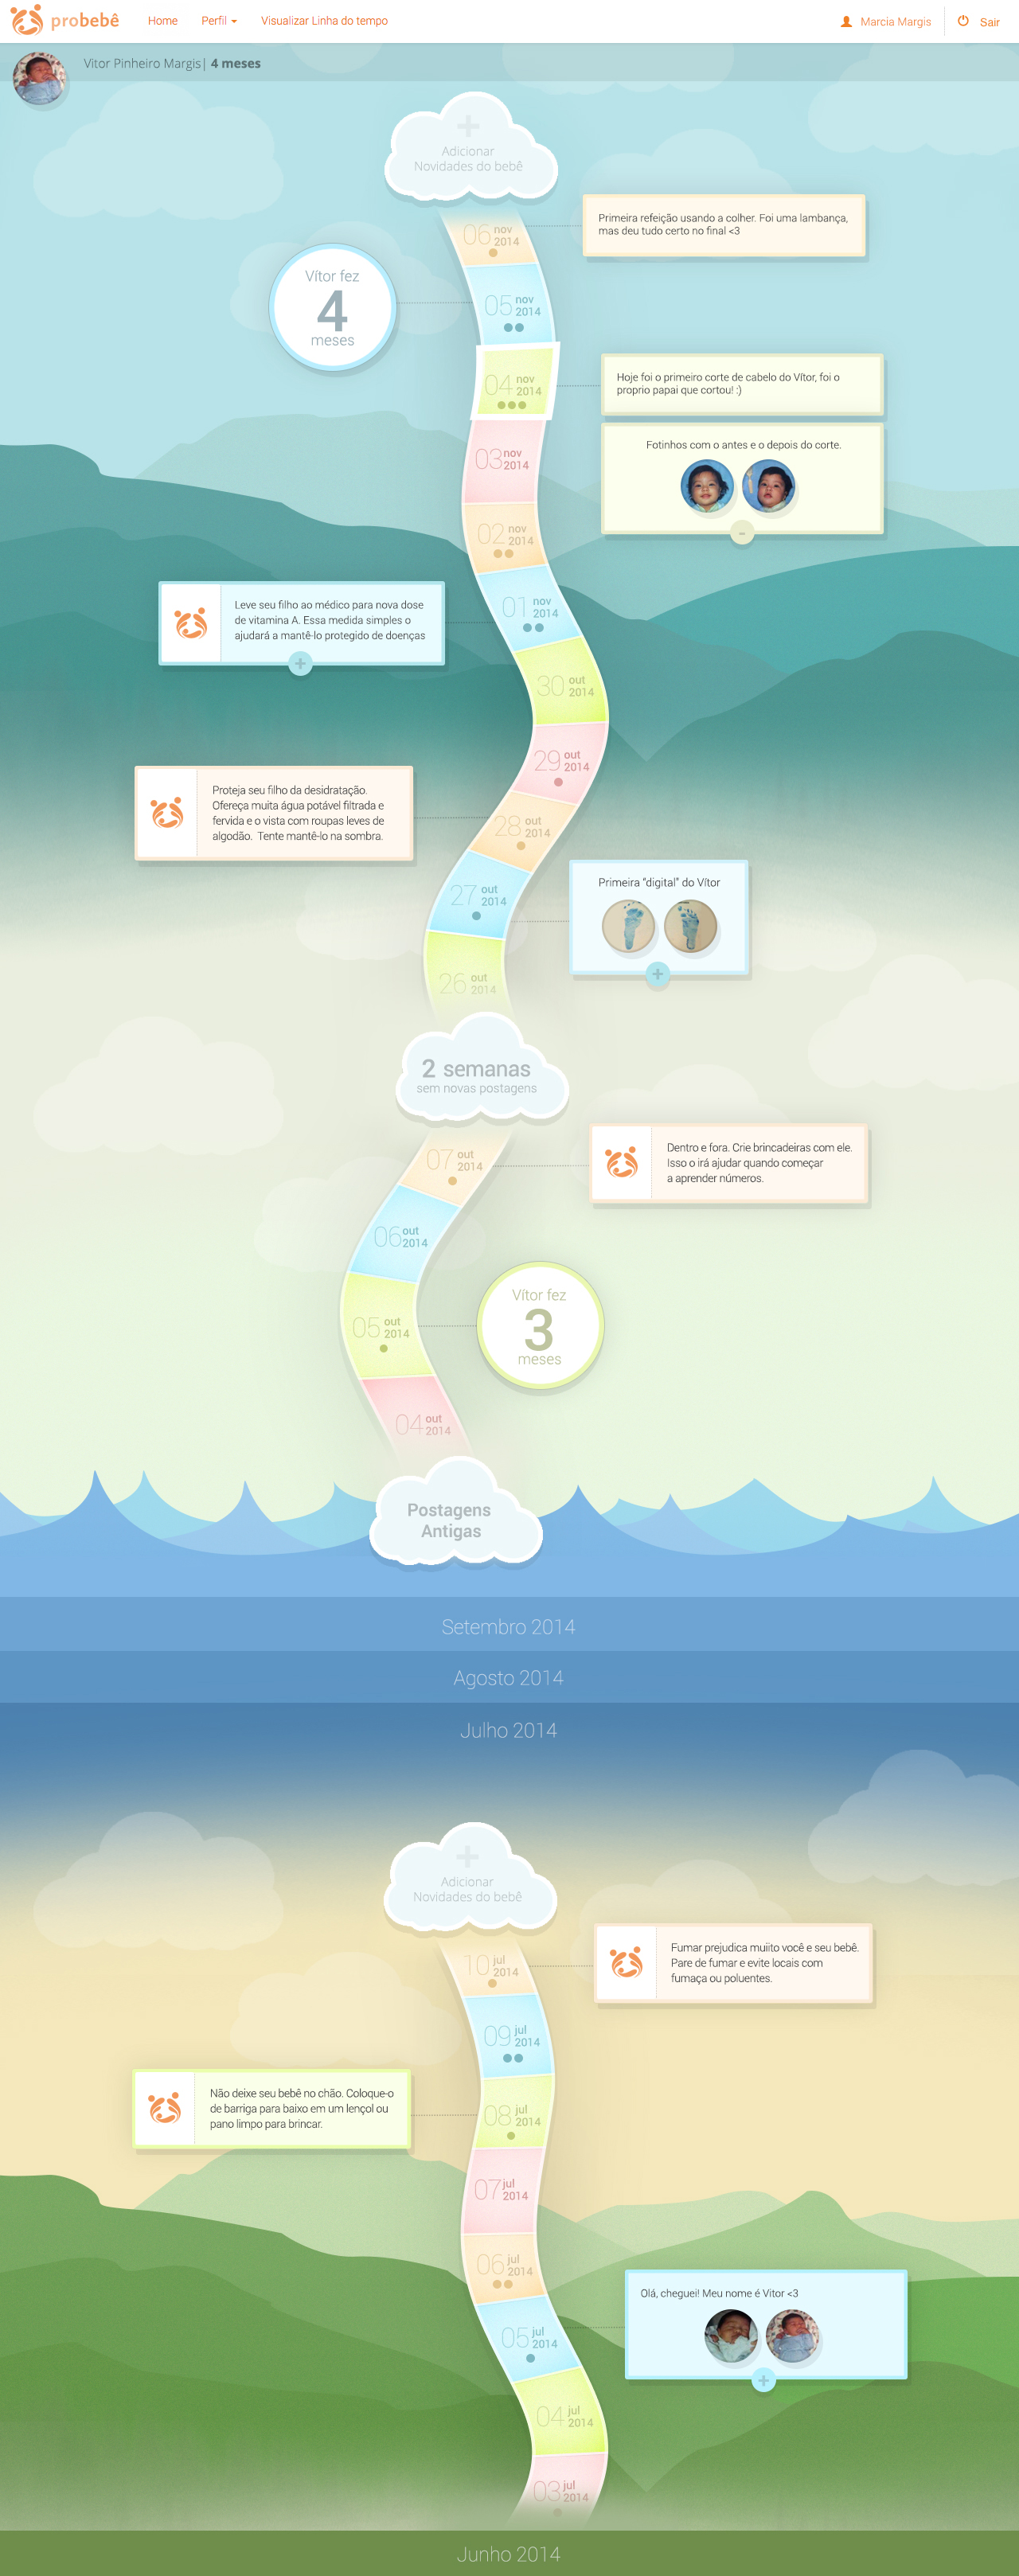 probebê
Home
Perfil
Visualizar Linha do tempo
Marcia Margis
Sair
Vitor Pinheiro Margis| 4 meses
+
Adicionar
Novidades do bebê
06 nov
2014
Primeira refeição usando a colher. Foi uma lambança,
mas deu tudo certo no final <3
Vítor fez
4
meses
05 nov
2014
04 nov
2014
Hoje foi o primeiro corte de cabelo do Vítor, foi o
proprio papai que cortou! :)
Fotinhos com o antes e o depois do corte.
-
03 nov
2014
02 nov
2014
01 nov
2014
Leve seu filho ao médico para nova dose
de vitamina A. Essa medida simples o
ajudará a mantê-lo protegido de doenças
+
30 out
2014
29 out
2014
Proteja seu filho da desidratação.
Ofereça muita água potável filtrada e
fervida e o vista com roupas leves de
algodão. Tente mantê-lo na sombra.
28 out
2014
27 out
2014
Primeira “digital” do Vítor
+
26 out
2014
2 semanas
sem novas postagens
07 out
2014
Dentro e fora. Crie brincadeiras com ele.
Isso o irá ajudar quando começar
a aprender números.
06 out
2014
05 out
2014
Vítor fez
3
meses
04 out
2014
Postagens
Antigas
Setembro 2014
Agosto 2014
Julho 2014
+
Adicionar
Novidades do bebê
10 jul
2014
Fumar prejudica muiito você e seu bebê.
Pare de fumar e evite locais com
fumaça ou poluentes.
09 jul
2014
Não deixe seu bebê no chão. Coloque-o
de barriga para baixo em um lençol ou
pano limpo para brincar.
08 jul
2014
07 jul
2014
06 jul
2014
Olá, cheguei! Meu nome é Vitor <3
+
05 jul
2014
04 jul
2014
03 jul
2014
Junho 2014